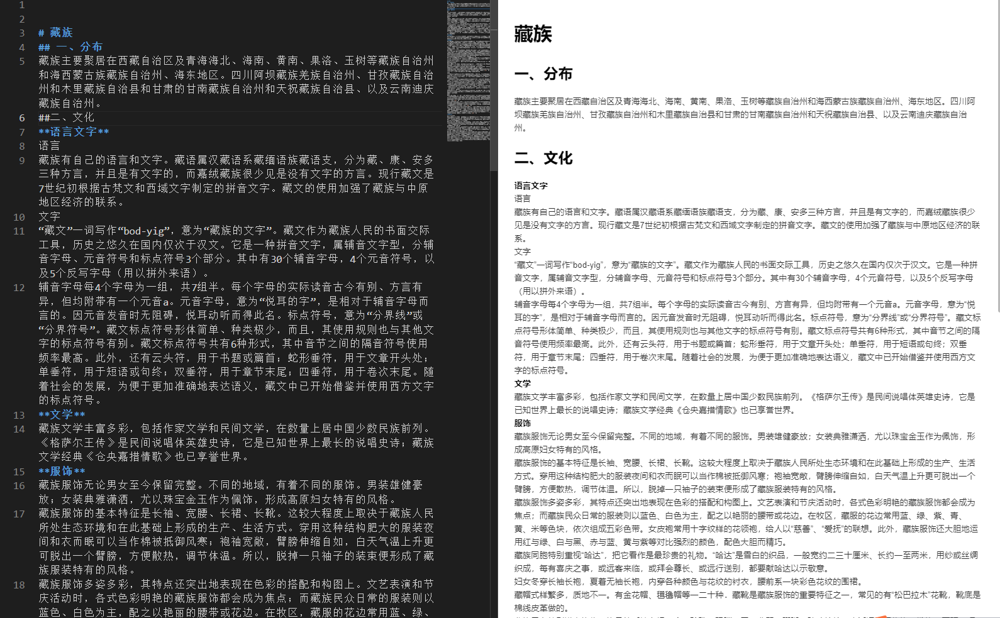 1
2
3 # 藏族
4 ## 一、分布
5 藏族主要聚居在西藏自治区及青海海北、海南、黄南、果洛、玉树等藏族自治州
和海西蒙古族藏族自治州、海东地区。四川阿坝藏族羌族自治州、甘孜藏族自治
州和木里藏族自治县和甘肃的甘南藏族自治州和天祝藏族自治县、以及云南迪庆
藏族自治州。
6 ##二、文化
7 **语言文字**
8 语言
9 藏族有自己的语言和文字。藏语属汉藏语系藏缅语族藏语支，分为藏、康、安多
三种方言，并且是有文字的，而嘉绒藏族很少见是没有文字的方言。现行藏文是
7世纪初根据古梵文和西域文字制定的拼音文字。藏文的使用加强了藏族与中原
地区经济的联系。
10 文字
11 “藏文”一词写作“bod-yig”，意为“藏族的文字”。藏文作为藏族人民的书面交际
工具，历史之悠久在国内仅次于汉文。它是一种拼音文字，属辅音文字型，分辅
音字母、元音符号和标点符号3个部分。其中有30个辅音字母，4个元音符号，以
及5个反写字母（用以拼外来语）。
12 辅音字母每4个字母为一组，共7组半。每个字母的实际读音古今有别、方言有
异，但均附带有一个元音a。元音字母，意为“悦耳的字”，是相对于辅音字母而
言的。因元音发音时无阻碍，悦耳动听而得此名。标点符号，意为“分界线”或
“分界符号”。藏文标点符号形体简单、种类极少，而且，其使用规则也与其他文
字的标点符号有别。藏文标点符号共有6种形式，其中音节之间的隔音符号使用
频率最高。此外，还有云头符，用于书题或篇首；蛇形垂符，用于文章开头处；
单垂符，用于短语或句终；双垂符，用于章节末尾；四垂符，用于卷次末尾。随
着社会的发展，为便于更加准确地表达语义，藏文中已开始借鉴并使用西方文字
的标点符号。
13 **文学**
14 藏族文学丰富多彩，包括作家文学和民间文学，在数量上居中国少数民族前列。
《格萨尔王传》是民间说唱体英雄史诗，它是已知世界上最长的说唱史诗；藏族
文学经典《仓央嘉措情歌》也已享誉世界。
15 **服饰**
16 藏族服饰无论男女至今保留完整。不同的地域，有着不同的服饰。男装雄健豪
放；女装典雅潇洒，尤以珠宝金玉作为佩饰，形成高原妇女特有的风格。
17 藏族服饰的基本特征是长袖、宽腰、长裙、长靴。这较大程度上取决于藏族人民
所处生态环境和在此基础上形成的生产、生活方式。穿用这种结构肥大的服装夜
间和衣而眠可以当作棉被抵御风寒；袍袖宽敞，臂膀伸缩自如，白天气温上升更
可脱出一个臂膀，方便散热，调节体温。所以，脱掉一只袖子的装束便形成了藏
族服装特有的风格。
18 藏族服饰多姿多彩，其特点还突出地表现在色彩的搭配和构图上。文艺表演和节
庆活动时，各式色彩明艳的藏族服饰都会成为焦点；而藏族民众日常的服装则以
蓝色、白色为主，配之以艳丽的腰带或花边。在牧区，藏服的花边常用蓝、绿、
藏族
一、分布
藏族主要聚居在西藏自治区及青海海北、海南、黄南、果洛、玉树等藏族自治州和海西蒙古族藏族自治州、海东地区。四川阿
坝藏族羌族自治州、甘孜藏族自治州和木里藏族自治县和甘肃的甘南藏族自治州和天祝藏族自治县、以及云南迪庆藏族自治
州。
二、文化
语言文字
语言
藏族有自己的语言和文字。藏语属汉藏语系藏缅语族藏语支，分为藏、康、安多三种方言，并且是有文字的，而嘉绒藏族很少
见是没有文字的方言。现行藏文是7世纪初根据古梵文和西域文字制定的拼音文字。藏文的使用加强了藏族与中原地区经济的联
系。
文字
“藏文”一词写作“bod-yig”，意为“藏族的文字”。藏文作为藏族人民的书面交际工具，历史之悠久在国内仅次于汉文。它是一种拼
音文字，属辅音文字型，分辅音字母、元音符号和标点符号3个部分。其中有30个辅音字母，4个元音符号，以及5个反写字母
（用以拼外来语）。
辅音字母每4个字母为一组，共7组半。每个字母的实际读音古今有别、方言有异，但均附带有一个元音a。元音字母，意为“悦
耳的字”，是相对于辅音字母而言的。因元音发音时无阻碍，悦耳动听而得此名。标点符号，意为“分界线”或“分界符号”。藏文标
点符号形体简单、种类极少，而且，其使用规则也与其他文字的标点符号有别。藏文标点符号共有6种形式，其中音节之间的隔
音符号使用频率最高。此外，还有云头符，用于书题或篇首；蛇形垂符，用于文章开头处；单垂符，用于短语或句终；双垂
符，用于章节末尾；四垂符，用于卷次末尾。随着社会的发展，为便于更加准确地表达语义，藏文中已开始借鉴并使用西方文
字的标点符号。
文学
藏族文学丰富多彩，包括作家文学和民间文学，在数量上居中国少数民族前列。《格萨尔王传》是民间说唱体英雄史诗，它是
已知世界上最长的说唱史诗；藏族文学经典《仓央嘉措情歌》也已享誉世界。
服饰
藏族服饰无论男女至今保留完整。不同的地域，有着不同的服饰。男装雄健豪放；女装典雅潇洒，尤以珠宝金玉作为佩饰，形
成高原妇女特有的风格。
藏族服饰的基本特征是长袖、宽腰、长裙、长靴。这较大程度上取决于藏族人民所处生态环境和在此基础上形成的生产、生活
方式。穿用这种结构肥大的服装夜间和衣而眠可以当作棉被抵御风寒；袍袖宽敞，臂膀伸缩自如，白天气温上升更可脱出一个
臂膀，方便散热，调节体温。所以，脱掉一只袖子的装束便形成了藏族服装特有的风格。
藏族服饰多姿多彩，其特点还突出地表现在色彩的搭配和构图上。文艺表演和节庆活动时，各式色彩明艳的藏族服饰都会成为
焦点；而藏族民众日常的服装则以蓝色、白色为主，配之以艳丽的腰带或花边。在牧区，藏服的花边常用蓝、绿、紫、青、
黄、米等色块，依次组成五彩色带。女皮袍常用十字纹样的花领袍，给人以“慈善”、“爱抚”的联想。此外，藏族服饰还大胆地运
用红与绿、白与黑、赤与蓝、黄与紫等对比强烈的颜色，配色大胆而精巧。
藏族同胞特别重视“哈达”，把它看作是最珍贵的礼物。“哈达”是雪白的织品，一般宽约二三十厘米、长约一至两米，用纱或丝绸
织成，每有喜庆之事，或远客来临，或拜会尊长、或远行送别，都要献哈达以示敬意。
妇女冬穿长袖长袍，夏着无袖长袍，内穿各种颜色与花纹的衬衣，腰前系一块彩色花纹的围裙。
藏帽式样繁多，质地不一。有金花帽、氆氇帽等一二十种．藏靴是藏族服饰的重要特征之一，常见的有“松巴拉木”花靴，靴底是
棉线皮革做的。